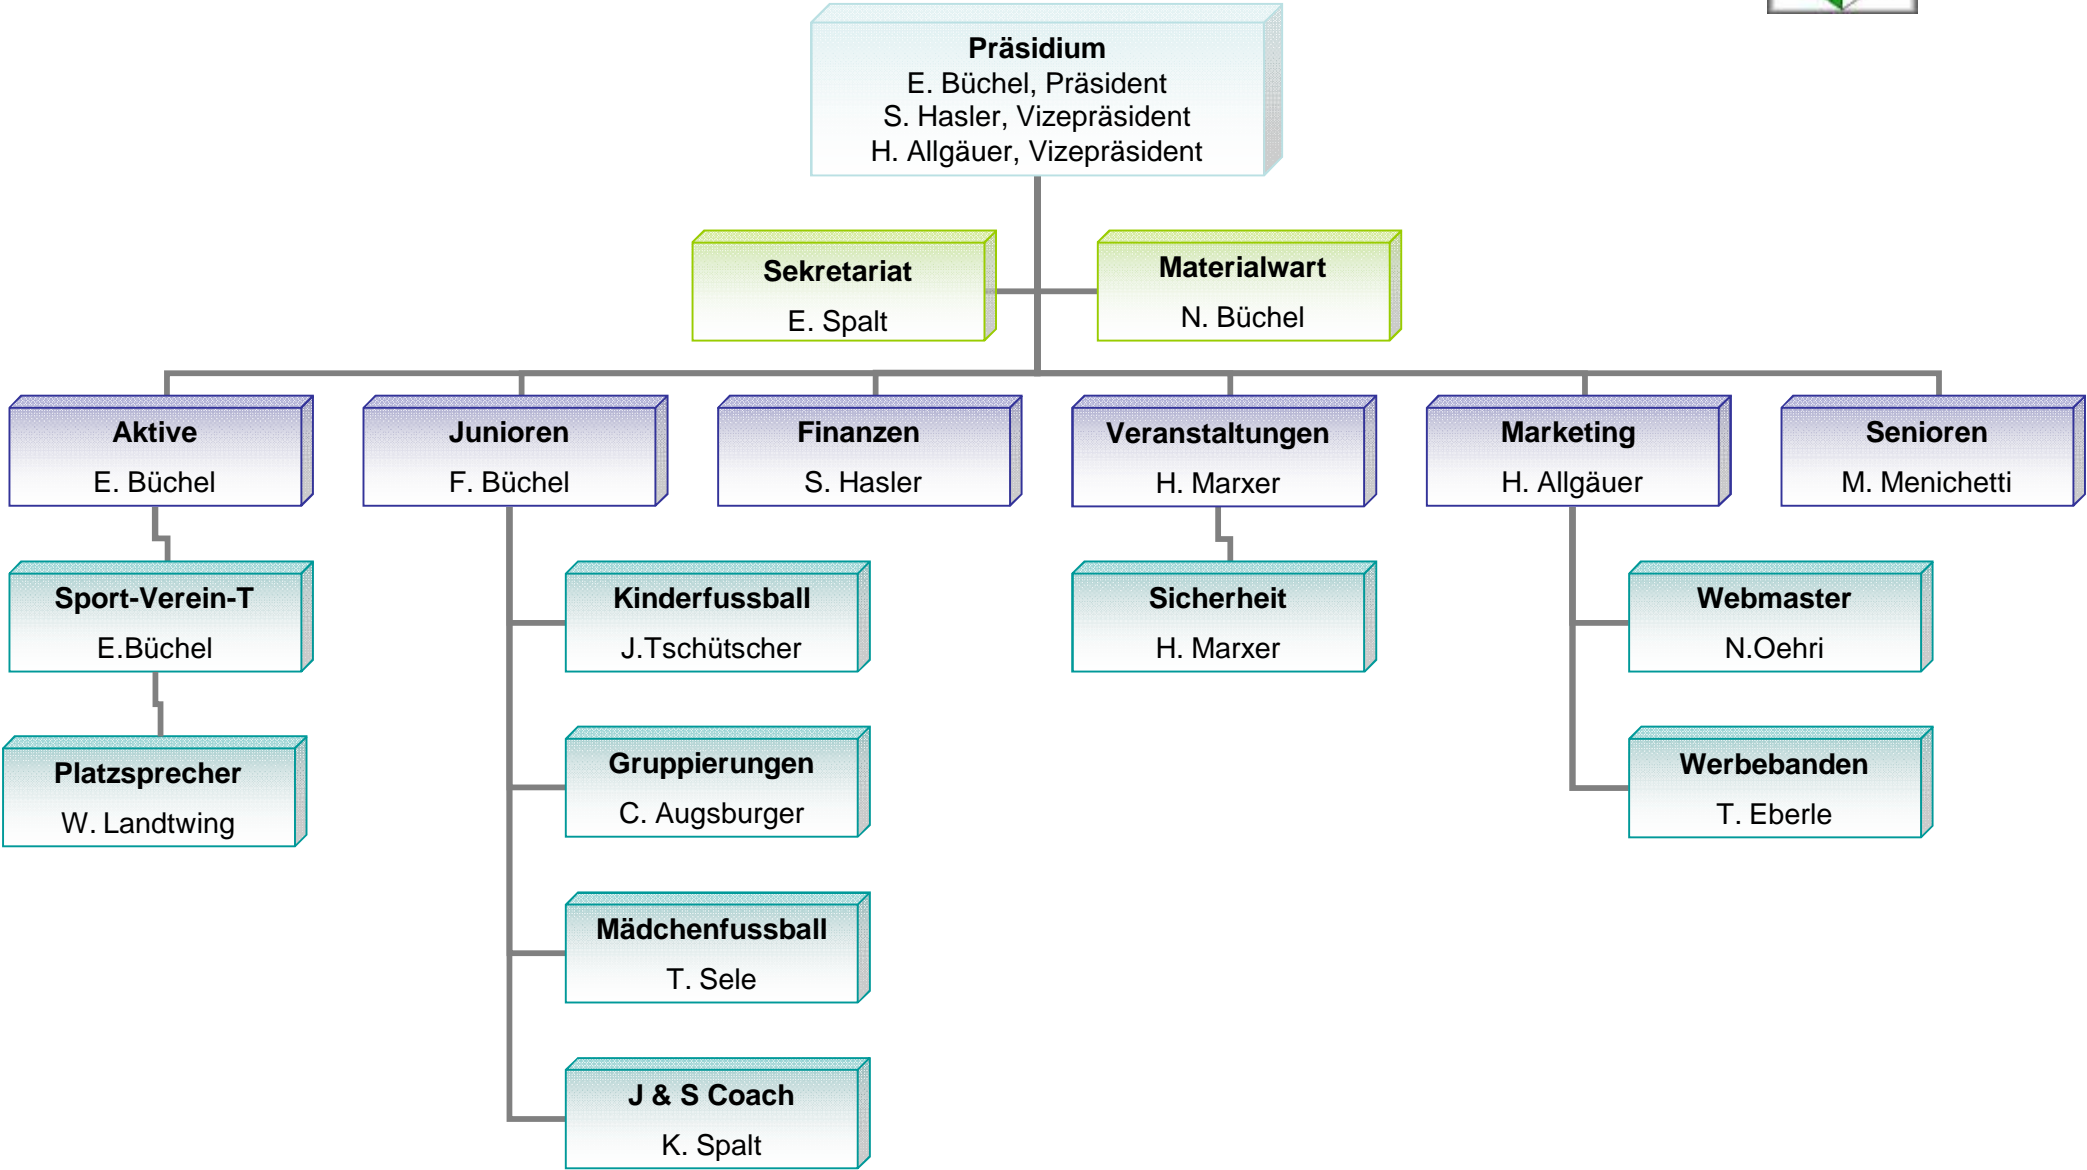 Präsidium
E. Büchel, Präsident
S. Hasler, Vizepräsident
H. Allgäuer, Vizepräsident
Sekretariat
E. Spalt
Materialwart
N. Büchel
Aktive
E. Büchel
Junioren
F. Büchel
Finanzen
S. Hasler
Veranstaltungen
H. Marxer
Marketing
H. Allgäuer
Senioren
M. Menichetti
Sport-Verein-T
E.Büchel
Kinderfussball
J.Tschütscher
Sicherheit
H. Marxer
Webmaster
N.Oehri
Platzsprecher
W. Landtwing
Gruppierungen
C. Augsburger
Werbebanden
T. Eberle
Mädchenfussball
T. Sele
J & S Coach
K. Spalt